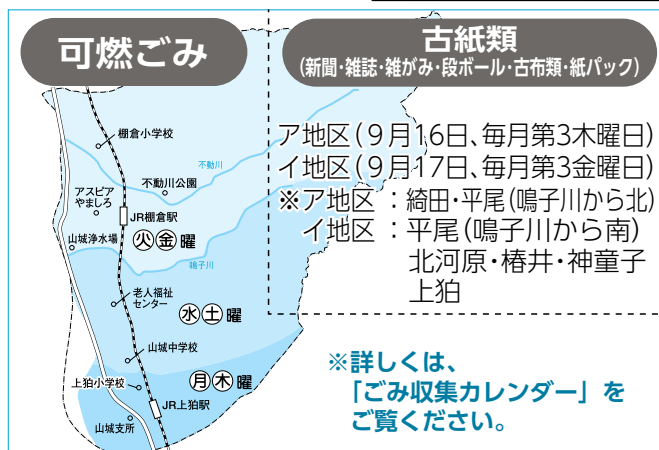 可燃ごみ
古紙類
(新聞・雑誌・雑がみ・段ボール・古布類・紙パック)
ア地区(9月16日、毎月第3木曜日)
イ地区(9月17日、毎月第3金曜日)
※ア地区：綺田・平尾(鳴子川から北)
イ地区：平尾(鳴子川から南)
北河原・椿井・神童子
上狛
棚倉小学校
不動川
不動川公園
アスピア
やましろ
JR棚倉駅
山城浄水場
火金曜
鳴子川
老人福祉
センター
水土曜
山城中学校
上狛小学校
月木曜
JR上狛駅
山城支所
※詳しくは、
「ごみ収集カレンダー」を
ご覧ください。